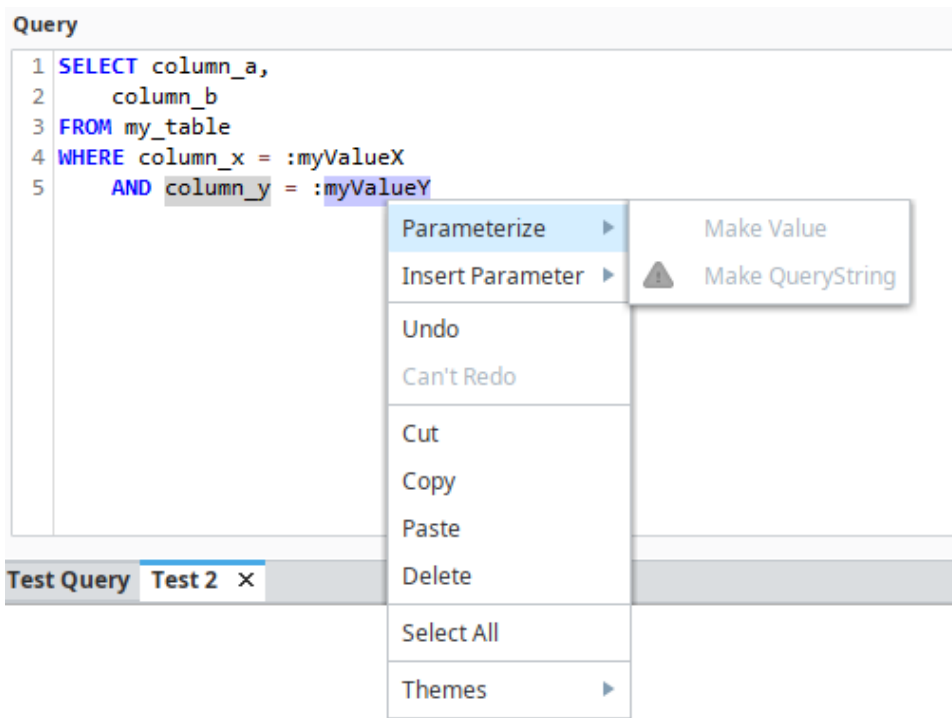 Query
1 SELECT column_a,
2 column_b
3 FROM my_table
4 WHERE column_x = :myValueX
5 AND column_y = :myValueY
Parameterize
Make Value
Insert Parameter
Make QueryString
Undo
Can't Redo
Cut
Copy
Paste
Delete
Select All
Themes
Test Query Test 2 ×